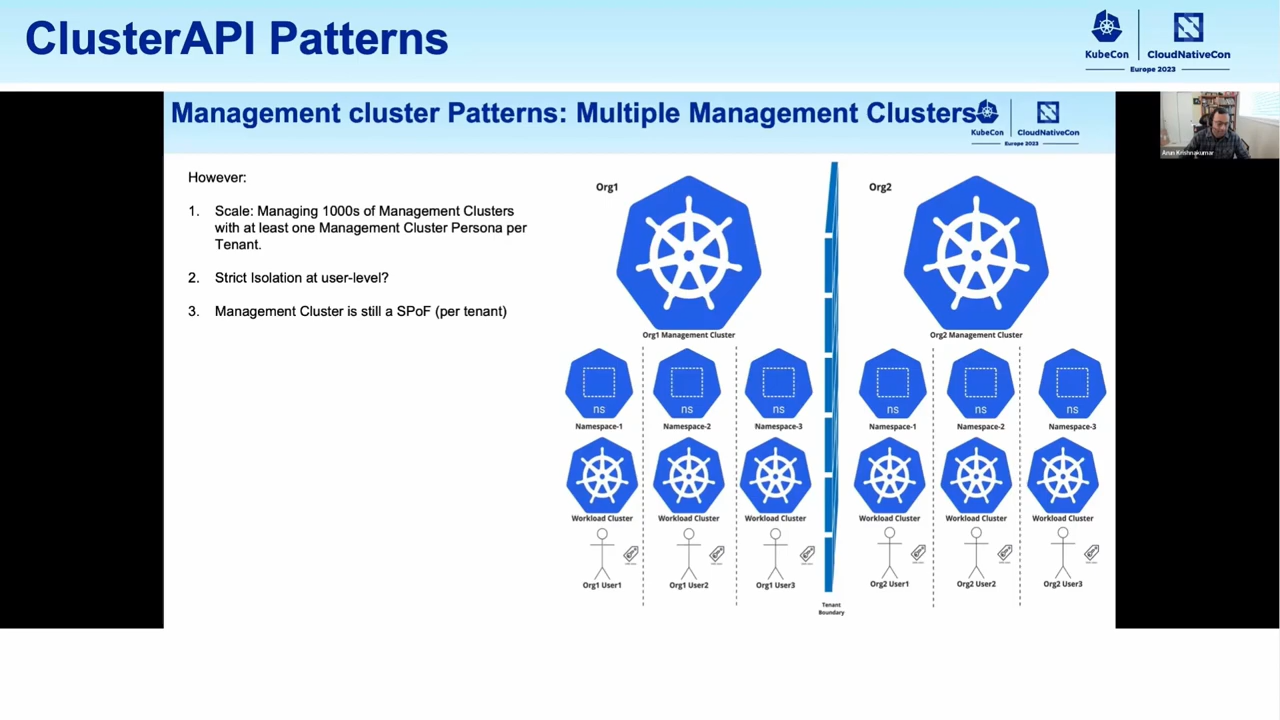 ClusterAPI Patterns
KubeCon
CloudNativeCon
Europe 2023
Management cluster Patterns: Multiple Management Clusters
KubeCon
CloudNativeCon
Europe 2023
Arun Krishnakumar
However:
1. Scale: Managing 1000s of Management Clusters
with at least one Management Cluster Persona per
Tenant.
2. Strict Isolation at user-level?
3. Management Cluster is still a SPoF (per tenant)
Org1
Org2
Org1 Management Cluster
Org2 Management Cluster
ns
ns
ns
ns
ns
ns
Namespace-1
Namespace-2
Namespace-3
Namespace-1
Namespace-2
Namespace-3
Workload Cluster
Workload Cluster
Workload Cluster
Workload Cluster
Workload Cluster
Workload Cluster
Org1 User1
Org1 User2
Org1 User3
Org2 User1
Org2 User2
Org2 User3
Tenant
Boundary